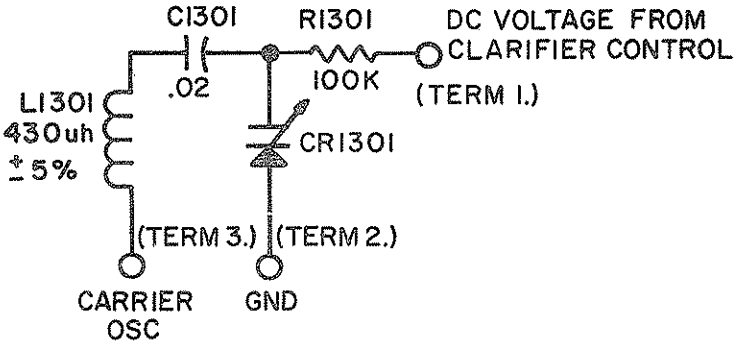 C1301
.02
R1301
100K
DC VOLTAGE FROM
CLARIFIER CONTROL
(TERM 1.)
L1301
430uh
±5%
CR1301
(TERM 3.)
(TERM 2.)
CARRIER
OSC
GND